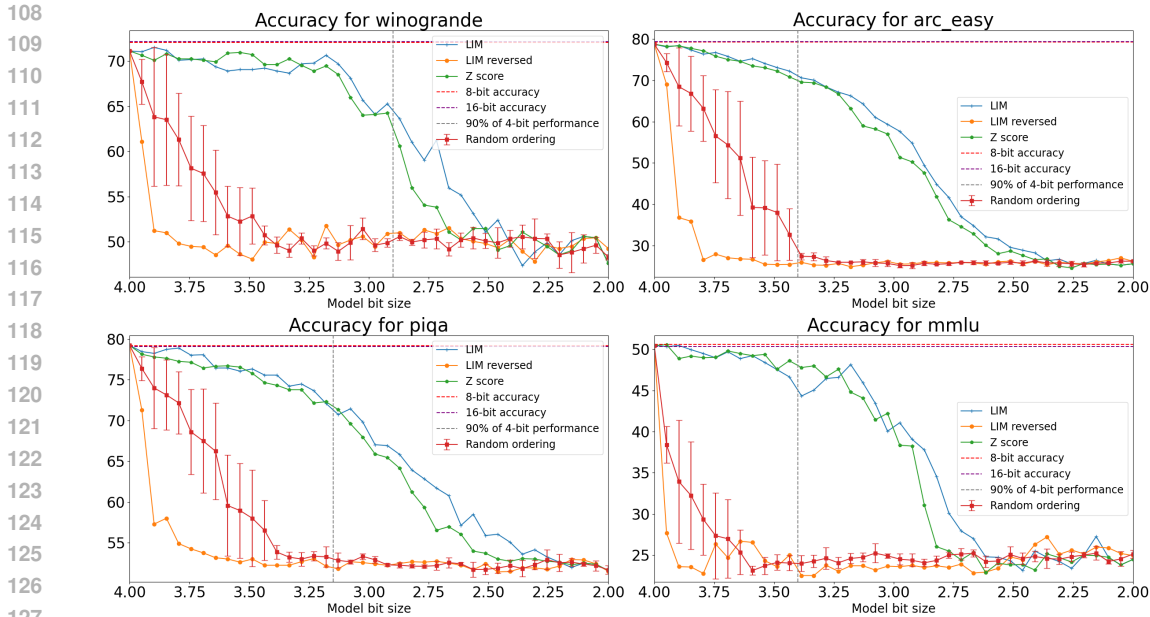 108
109
110
111
112
113
114
115
116
117
118
119
120
121
122
123
124
125
126
Accuracy for winogrande
70
65
60
55
50
LIM
LIM reversed
Z score
8-bit accuracy
16-bit accuracy
90% of 4-bit performance
Random ordering
4.00 3.75 3.50 3.25 3.00 2.75 2.50 2.25 2.00
Model bit size
Accuracy for arc_easy
80
70
60
50
40
30
LIM
LIM reversed
Z score
8-bit accuracy
16-bit accuracy
90% of 4-bit performance
Random ordering
4.00 3.75 3.50 3.25 3.00 2.75 2.50 2.25 2.00
Model bit size
Accuracy for piqa
80
75
70
65
60
55
LIM
LIM reversed
Z score
8-bit accuracy
16-bit accuracy
90% of 4-bit performance
Random ordering
4.00 3.75 3.50 3.25 3.00 2.75 2.50 2.25 2.00
Model bit size
Accuracy for mmlu
50
45
40
35
30
25
LIM
LIM reversed
Z score
8-bit accuracy
16-bit accuracy
90% of 4-bit performance
Random ordering
4.00 3.75 3.50 3.25 3.00 2.75 2.50 2.25 2.00
Model bit size